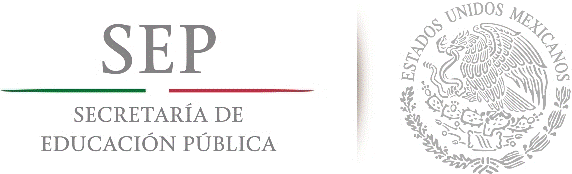 SEP
SECRETARÍA DE
EDUCACIÓN PÚBLICA
ESTADOS UNIDOS MEXICANOS